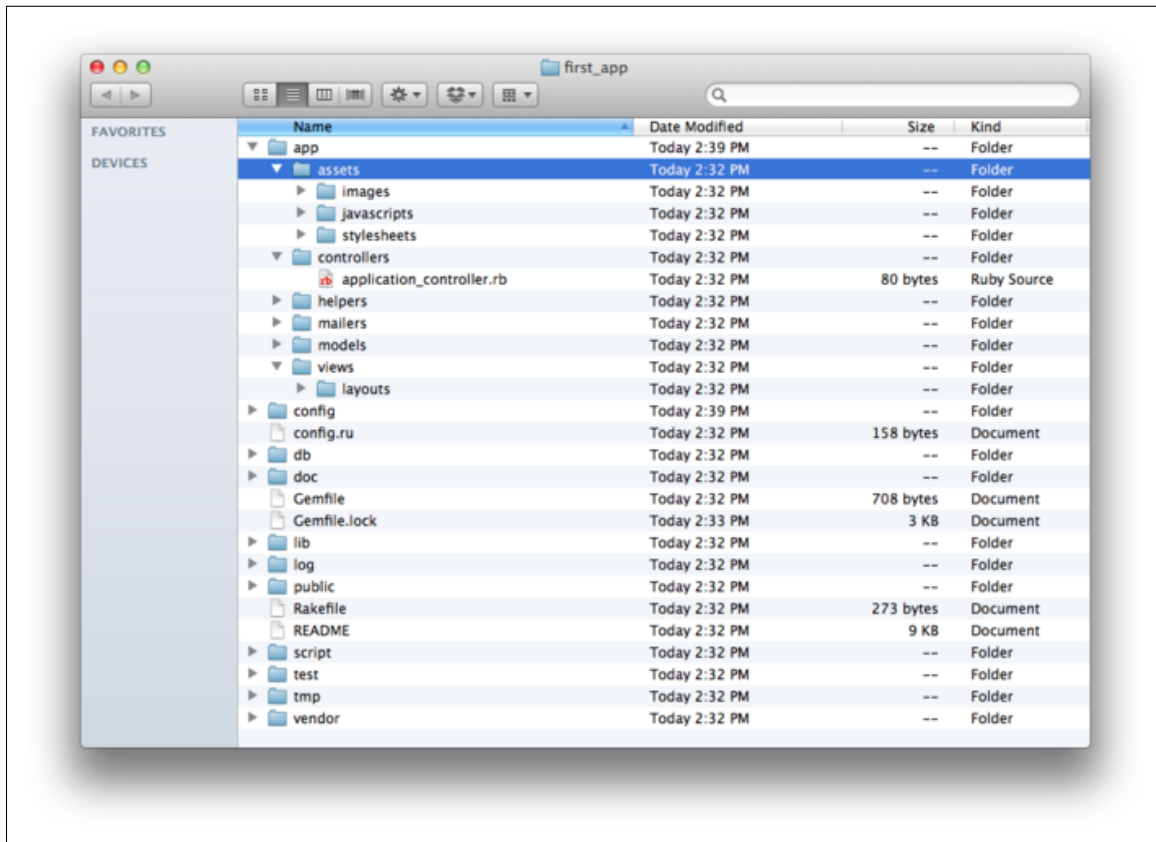 first_app
FAVORITES
DEVICES
Name Date Modified Size Kind
app Today 2:39 PM -- Folder
assets Today 2:32 PM -- Folder
images Today 2:32 PM -- Folder
javascripts Today 2:32 PM -- Folder
stylesheets Today 2:32 PM -- Folder
controllers Today 2:32 PM -- Folder
rb application_controller.rb Today 2:32 PM 80 bytes Ruby Source
helpers Today 2:32 PM -- Folder
mailers Today 2:32 PM -- Folder
models Today 2:32 PM -- Folder
views Today 2:32 PM -- Folder
layouts Today 2:32 PM -- Folder
config Today 2:39 PM -- Folder
config.ru Today 2:32 PM 158 bytes Document
db Today 2:32 PM -- Folder
doc Today 2:32 PM -- Folder
Gemfile Today 2:32 PM 708 bytes Document
Gemfile.lock Today 2:33 PM 3 KB Document
lib Today 2:32 PM -- Folder
log Today 2:32 PM -- Folder
public Today 2:32 PM -- Folder
Rakefile Today 2:32 PM 273 bytes Document
README Today 2:32 PM 9 KB Document
script Today 2:32 PM -- Folder
test Today 2:32 PM -- Folder
tmp Today 2:32 PM -- Folder
vendor Today 2:32 PM -- Folder